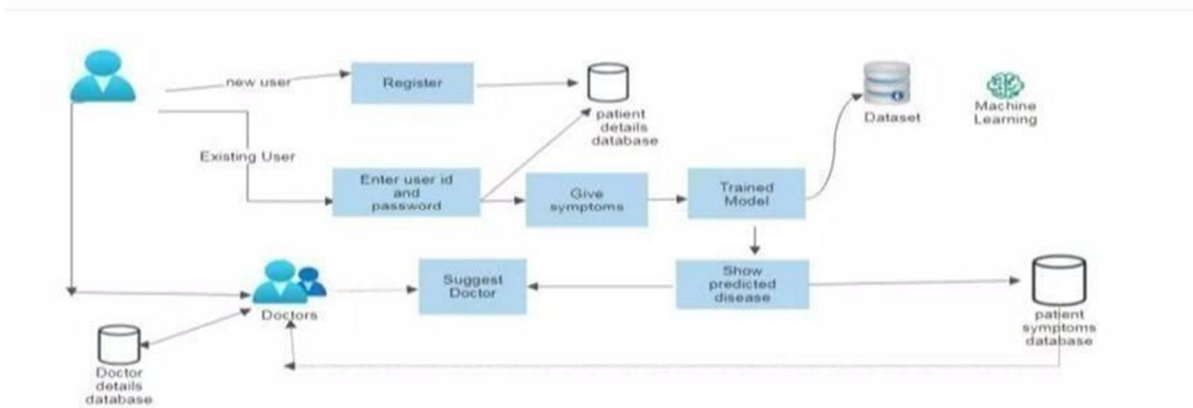 new user
Register
patient
details
database
Dataset
Machine
Learning
Existing User
Enter user id
and
password
Give
symptoms
Trained
Model
Doctors
Suggest
Doctor
Show
predicted
disease
patient
symptoms
database
Doctor
details
database